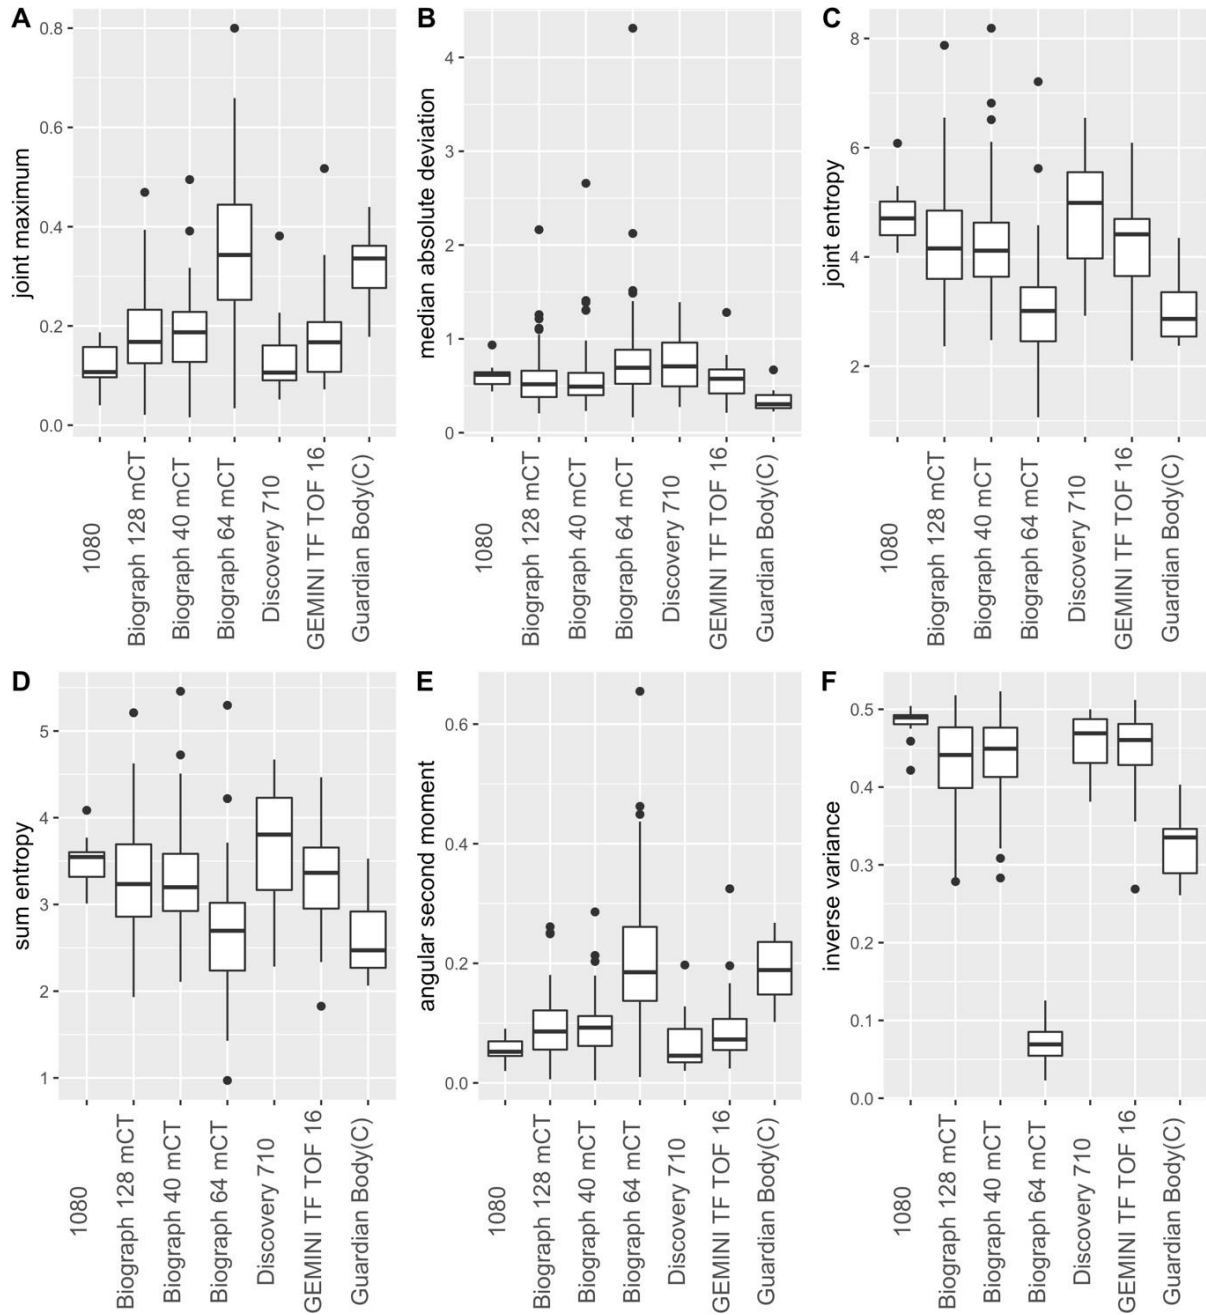 A
joint maximum
0.8
0.6
0.4
0.2
0.0
1080
Biograph 128 mCT
Biograph 40 mCT
Biograph 64 mCT
Discovery 710
GEMINI TF TOF 16
Guardian Body(C)
B
median absolute deviation
4
3
2
1
0
1080
Biograph 128 mCT
Biograph 40 mCT
Biograph 64 mCT
Discovery 710
GEMINI TF TOF 16
Guardian Body(C)
C
joint entropy
8
6
4
2
1080
Biograph 128 mCT
Biograph 40 mCT
Biograph 64 mCT
Discovery 710
GEMINI TF TOF 16
Guardian Body(C)
D
sum entropy
5
4
3
2
1
1080
Biograph 128 mCT
Biograph 40 mCT
Biograph 64 mCT
Discovery 710
GEMINI TF TOF 16
Guardian Body(C)
E
angular second moment
0.6
0.4
0.2
0.0
1080
Biograph 128 mCT
Biograph 40 mCT
Biograph 64 mCT
Discovery 710
GEMINI TF TOF 16
Guardian Body(C)
F
inverse variance
0.5
0.4
0.3
0.2
0.1
0.0
1080
Biograph 128 mCT
Biograph 40 mCT
Biograph 64 mCT
Discovery 710
GEMINI TF TOF 16
Guardian Body(C)